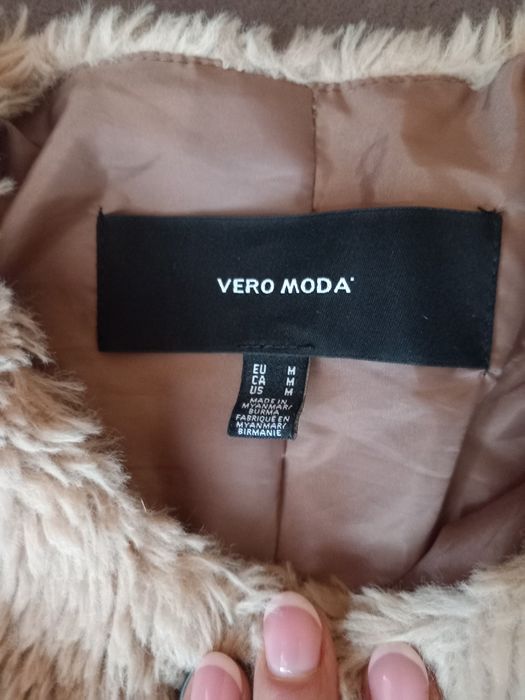 VERO MODA
EU M
CA M
US M
MADE IN
MYANMAR/
BURMA
FABRIQUÉ EN
MYANMAR/
BIRMANIE